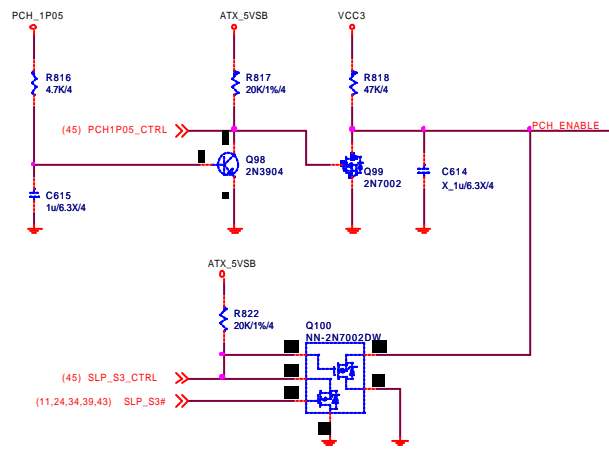 PCH_1P05
ATX_5VSB
VCC3
R816
4.7K/4
R817
20K/1%/4
R818
47K/4
(45) PCH1P05_CTRL
PCH_ENABLE
Q98
2N3904
Q99
2N7002
C614
X_1u/6.3X/4
C615
1u/6.3X/4
ATX_5VSB
R822
20K/1%/4
Q100
NN-2N7002DW
(45) SLP_S3_CTRL
(11,24,34,39,43) SLP_S3#